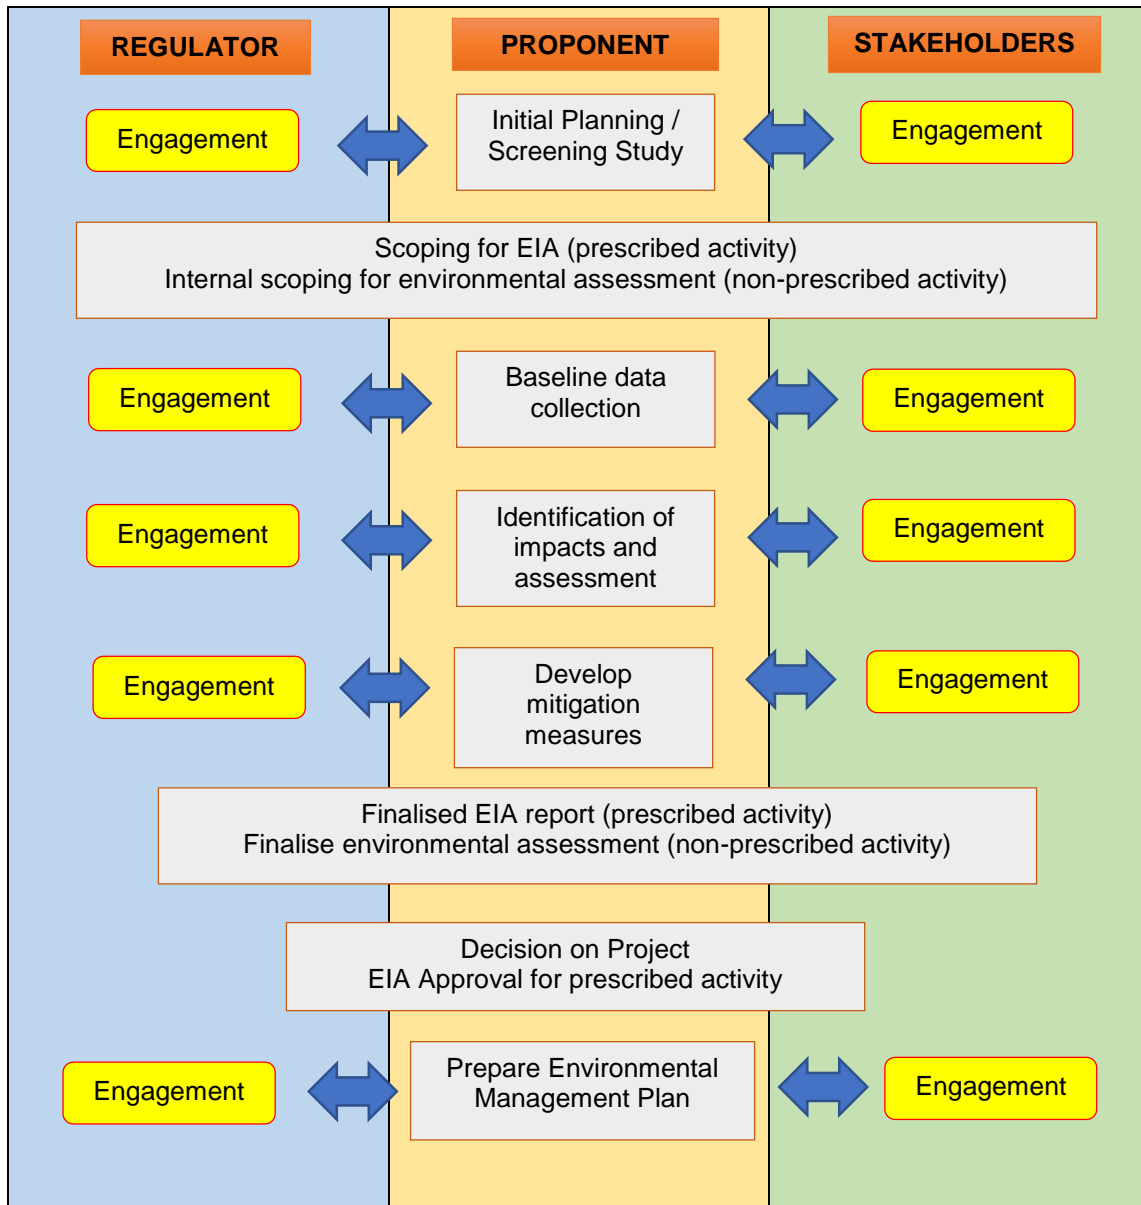 REGULATOR
PROPONENT
STAKEHOLDERS
Engagement
Initial Planning /
Screening Study
Engagement
Scoping for EIA (prescribed activity)
Internal scoping for environmental assessment (non-prescribed activity)
Engagement
Baseline data
collection
Engagement
Engagement
Identification of
impacts and
assessment
Engagement
Engagement
Develop
mitigation
measures
Engagement
Finalised EIA report (prescribed activity)
Finalise environmental assessment (non-prescribed activity)
Decision on Project
EIA Approval for prescribed activity
Engagement
Prepare Environmental
Management Plan
Engagement